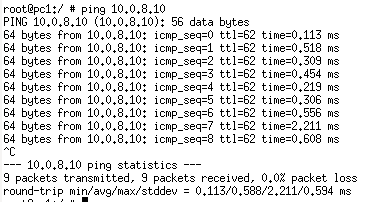 root@pc1:/ # ping 10.0.8.10
PING 10.0.8.10 (10.0.8.10): 56 data bytes
64 bytes from 10.0.8.10: icmp_seq=0 ttl=62 time=0.113 ms
64 bytes from 10.0.8.10: icmp_seq=1 ttl=62 time=0.518 ms
64 bytes from 10.0.8.10: icmp_seq=2 ttl=62 time=0.309 ms
64 bytes from 10.0.8.10: icmp_seq=3 ttl=62 time=0.454 ms
64 bytes from 10.0.8.10: icmp_seq=4 ttl=62 time=0.219 ms
64 bytes from 10.0.8.10: icmp_seq=5 ttl=62 time=0.306 ms
64 bytes from 10.0.8.10: icmp_seq=6 ttl=62 time=0.556 ms
64 bytes from 10.0.8.10: icmp_seq=7 ttl=62 time=2.211 ms
64 bytes from 10.0.8.10: icmp_seq=8 ttl=62 time=0.608 ms
^C
--- 10.0.8.10 ping statistics ---
9 packets transmitted, 9 packets received, 0.0% packet loss
round-trip min/avg/max/stddev = 0.113/0.588/2.211/0.594 ms
root@pc1:/ #